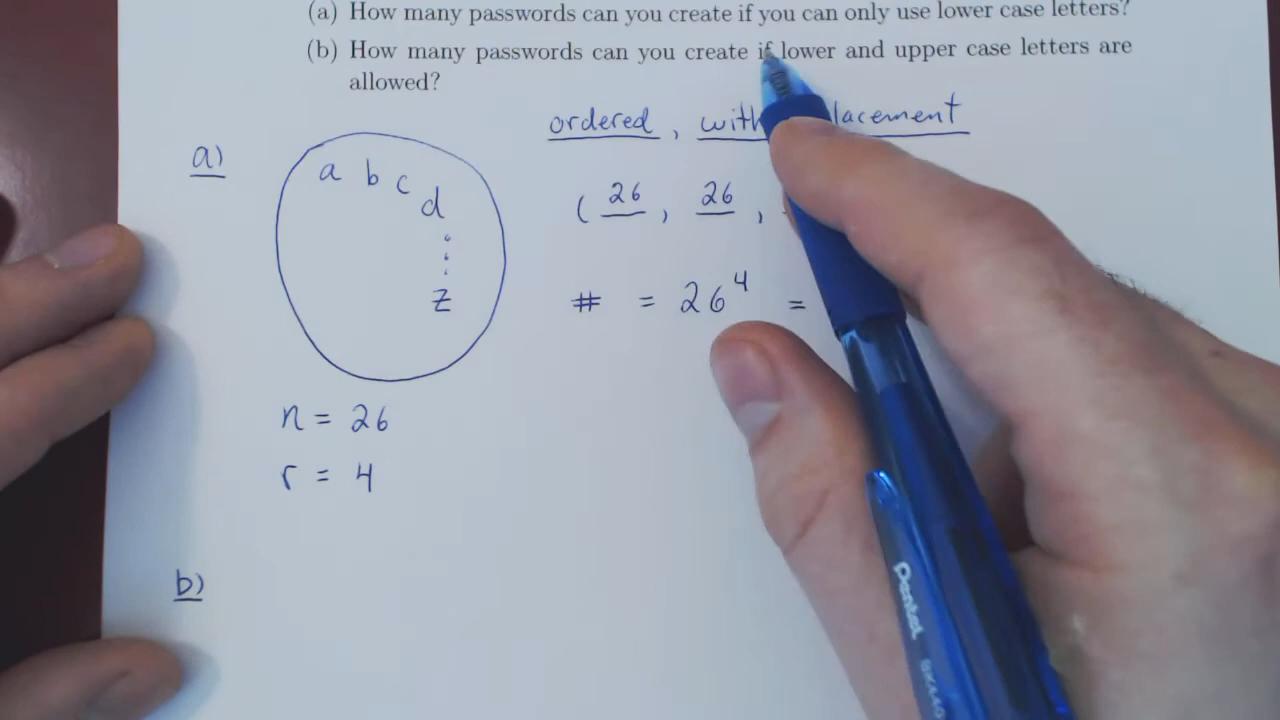 (a) How many passwords can you create if you can only use lower case letters?
(b) How many passwords can you create if lower and upper case letters are
allowed?
ordered, with lacement
a)
a b c
d
z
( 26 , 26 ,
# = 26⁴ =
n = 26
r = 4
b)
Pentel